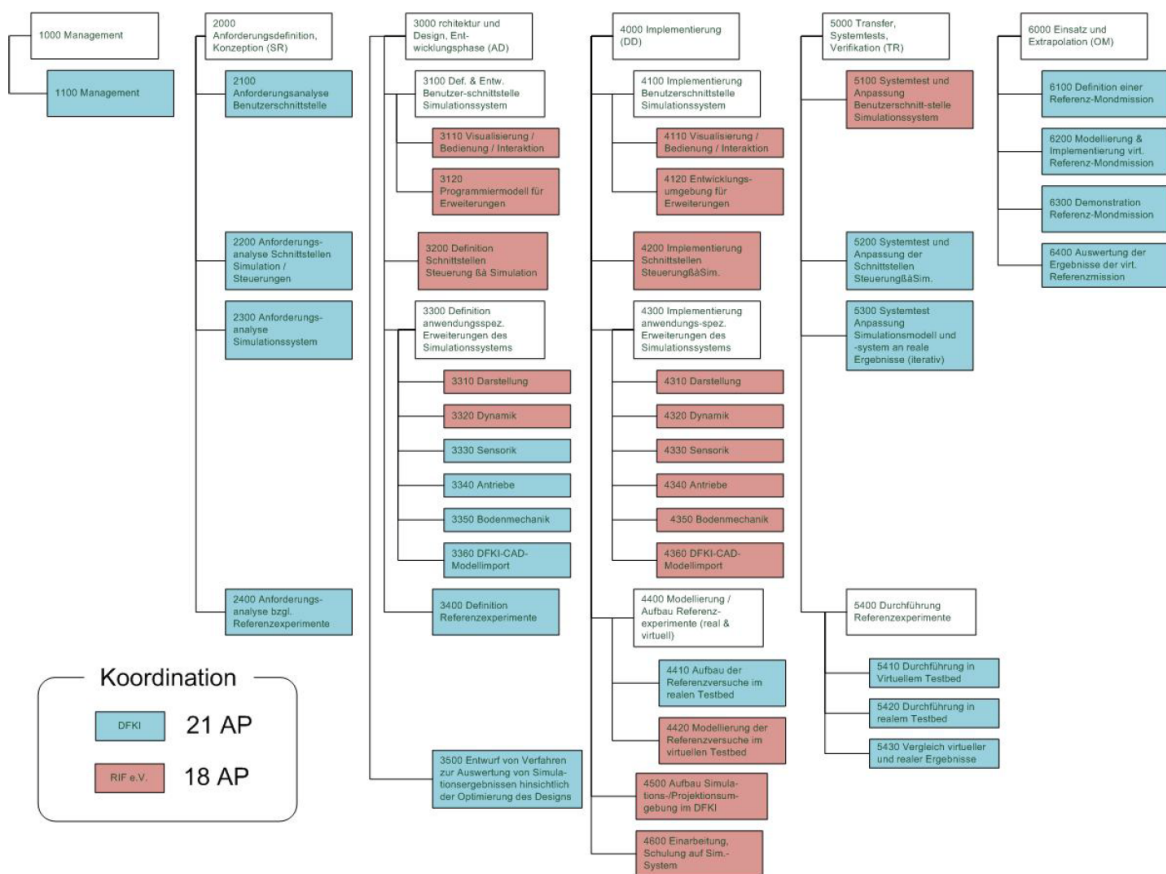 1000 Management
1100 Management
2000
Anforderungsdefinition,
Konzeption (SR)
2100
Anforderungsanalyse
Benutzerschnittstelle
2200 Anforderungs-
analyse Schnittstellen
Simulation /
Steuerungen
2300 Anforderungs-
analyse
Simulationssystem
2400 Anforderungs-
analyse bzgl.
Referenzexperimente
3000 rchitektur und
Design, Ent-
wicklungsphase (AD)
3100 Def. & Entw.
Benutzer-schnittstelle
Simulationssystem
3110 Visualisierung /
Bedienung / Interaktion
3120
Programmiermodell für
Erweiterungen
3200 Definition
Schnittstellen
Steuerung ßà Simulation
3300 Definition
anwendungsspez.
Erweiterungen des
Simulationssystems
3310 Darstellung
3320 Dynamik
3330 Sensorik
3340 Antriebe
3350 Bodenmechanik
3360 DFKI-CAD-
Modellimport
3400 Definition
Referenzexperimente
3500 Entwurf von Verfahren
zur Auswertung von Simula-
tionsergebnissen hinsichtlich
der Optimierung des Designs
4000 Implementierung
(DD)
4100 Implementierung
Benutzerschnittstelle
Simulationssystem
4110 Visualisierung /
Bedienung / Interaktion
4120 Entwicklungs-
umgebung für
Erweiterungen
4200 Implementierung
Schnittstellen
SteuerungßàSim.
4300 Implementierung
anwendungs-spez.
Erweiterungen des
Simulationssystems
4310 Darstellung
4320 Dynamik
4330 Sensorik
4340 Antriebe
4350 Bodenmechanik
4360 DFKI-CAD-
Modellimport
4400 Modellierung /
Aufbau Referenz-
experimente (real &
virtuell)
4410 Aufbau der
Referenzversuche im
realen Testbed
4420 Modellierung der
Referenzversuche im
virtuellen Testbed
4500 Aufbau Simula-
tions-/Projektionsum-
gebung im DFKI
4600 Einarbeitung,
Schulung auf Sim.-
System
5000 Transfer,
Systemtests,
Verifikation (TR)
5100 Systemtest und
Anpassung
Benutzerschnitt-stelle
Simulationssystem
5200 Systemtest und
Anpassung der
Schnittstellen
SteuerungßàSim.
5300 Systemtest
Anpassung
Simulationsmodell und
-system an reale
Ergebnisse (iterativ)
5400 Durchführung
Referenzexperimente
5410 Durchführung in
Virtuellem Testbed
5420 Durchführung in
realem Testbed
5430 Vergleich virtueller
und realer Ergebnisse
6000 Einsatz und
Extrapolation (OM)
6100 Definition einer
Referenz-Mondmission
6200 Modellierung &
Implementierung virt.
Referenz-Mondmission
6300 Demonstration
Referenz-Mondmission
6400 Auswertung der
Ergebnisse der virt.
Referenzmission
Koordination
DFKI 21 AP
RIF e.V. 18 AP